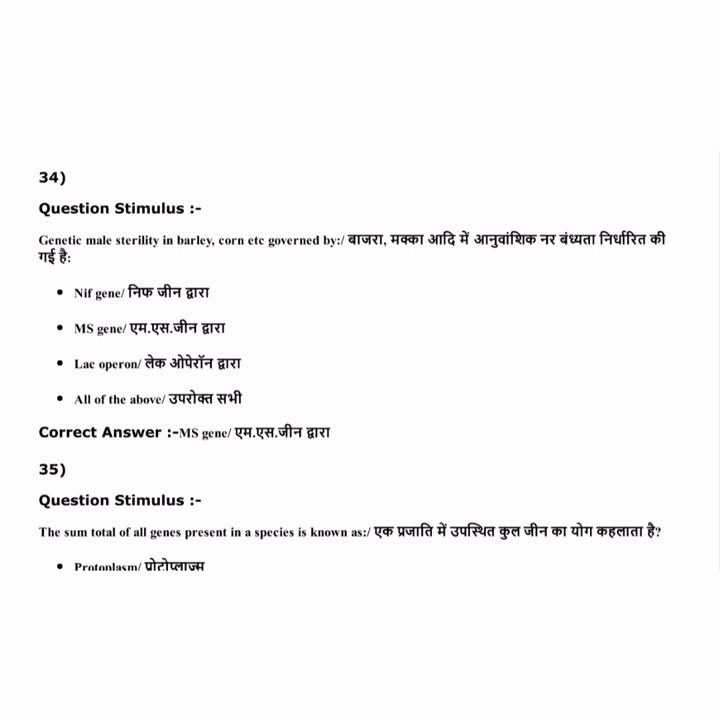 34)
Question Stimulus :-
Genetic male sterility in barley, corn etc governed by:/ बाजरा, मक्का आदि में आनुवांशिक नर बंध्यता निर्धारित की
गई है:
• Nif gene/ निफ जीन द्वारा
• MS gene/ एम.एस.जीन द्वारा
• Lac operon/ लेक ओपेरॉन द्वारा
• All of the above/ उपरोक्त सभी
Correct Answer :-MS gene/ एम.एस.जीन द्वारा
35)
Question Stimulus :-
The sum total of all genes present in a species is known as:/ एक प्रजाति में उपस्थित कुल जीन का योग कहलाता है?
• Protoplasm/ प्रोटोप्लाज्म